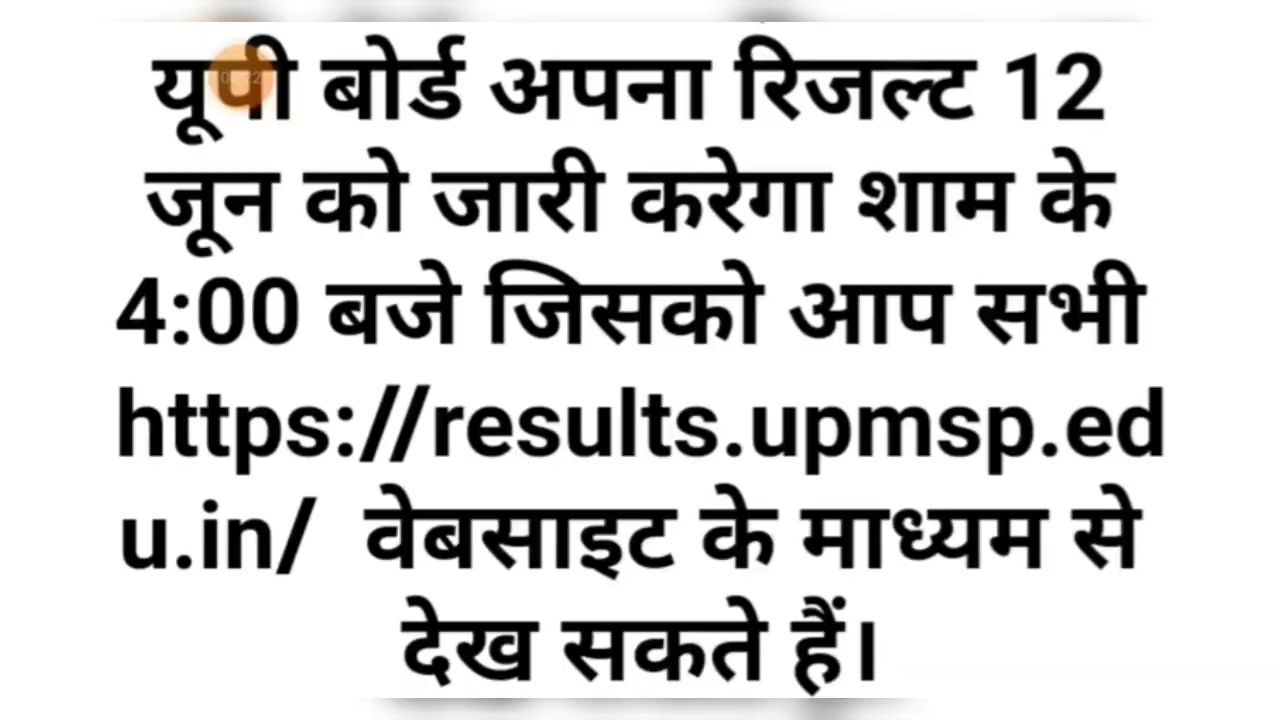 यूपी बोर्ड अपना रिजल्ट 12
जून को जारी करेगा शाम के
4:00 बजे जिसको आप सभी
https://results.upmsp.ed
u.in/ वेबसाइट के माध्यम से
देख सकते हैं।